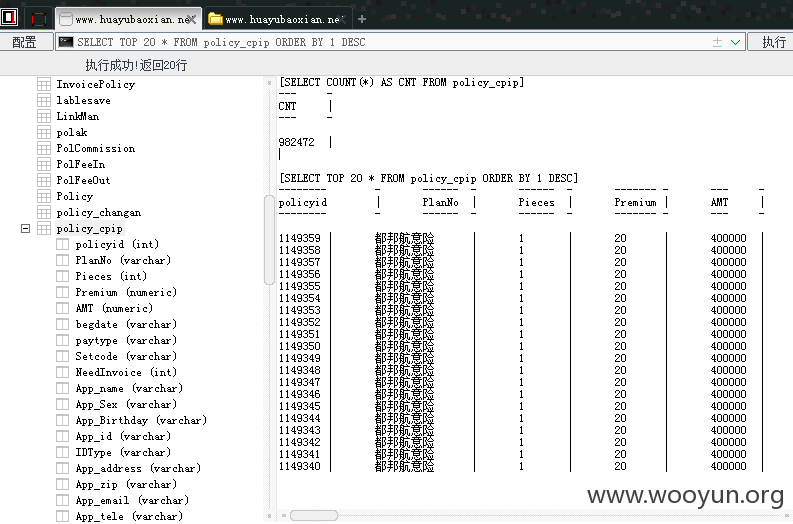 www.huayubaoxian.ne
www.huayubaoxian.ne
配置
SELECT TOP 20 * FROM policy_cpip ORDER BY 1 DESC
执行
执行成功!返回20行
InvoicePolicy
lablesave
LinkMan
polak
PolCommission
PolFeeIn
PolFeeOut
Policy
policy_changan
policy_cpip
policyid (int)
PlanNo (varchar)
Pieces (int)
Premium (numeric)
AMT (numeric)
begdate (varchar)
paytype (varchar)
Setcode (varchar)
NeedInvoice (int)
App_name (varchar)
App_Sex (varchar)
App_Birthday (varchar)
App_id (varchar)
IDType (varchar)
App_address (varchar)
App_zip (varchar)
App_email (varchar)
App_tele (varchar)
[SELECT COUNT(*) AS CNT FROM policy_cpip]
CNT |
982472 |
[SELECT TOP 20 * FROM policy_cpip ORDER BY 1 DESC]
policyid | PlanNo | Pieces | Premium | AMT |
1149359 | 都邦航意险 | 1 | 20 | 400000 |
1149358 | 都邦航意险 | 1 | 20 | 400000 |
1149357 | 都邦航意险 | 1 | 20 | 400000 |
1149356 | 都邦航意险 | 1 | 20 | 400000 |
1149355 | 都邦航意险 | 1 | 20 | 400000 |
1149354 | 都邦航意险 | 1 | 20 | 400000 |
1149353 | 都邦航意险 | 1 | 20 | 400000 |
1149352 | 都邦航意险 | 1 | 20 | 400000 |
1149351 | 都邦航意险 | 1 | 20 | 400000 |
1149350 | 都邦航意险 | 1 | 20 | 400000 |
1149349 | 都邦航意险 | 1 | 20 | 400000 |
1149348 | 都邦航意险 | 1 | 20 | 400000 |
1149347 | 都邦航意险 | 1 | 20 | 400000 |
1149346 | 都邦航意险 | 1 | 20 | 400000 |
1149345 | 都邦航意险 | 1 | 20 | 400000 |
1149344 | 都邦航意险 | 1 | 20 | 400000 |
1149343 | 都邦航意险 | 1 | 20 | 400000 |
1149342 | 都邦航意险 | 1 | 20 | 400000 |
1149341 | 都邦航意险 | 1 | 20 | 400000 |
1149340 | 都邦航意险 | 1 | 20 | 400000 |
www.wooyun.org